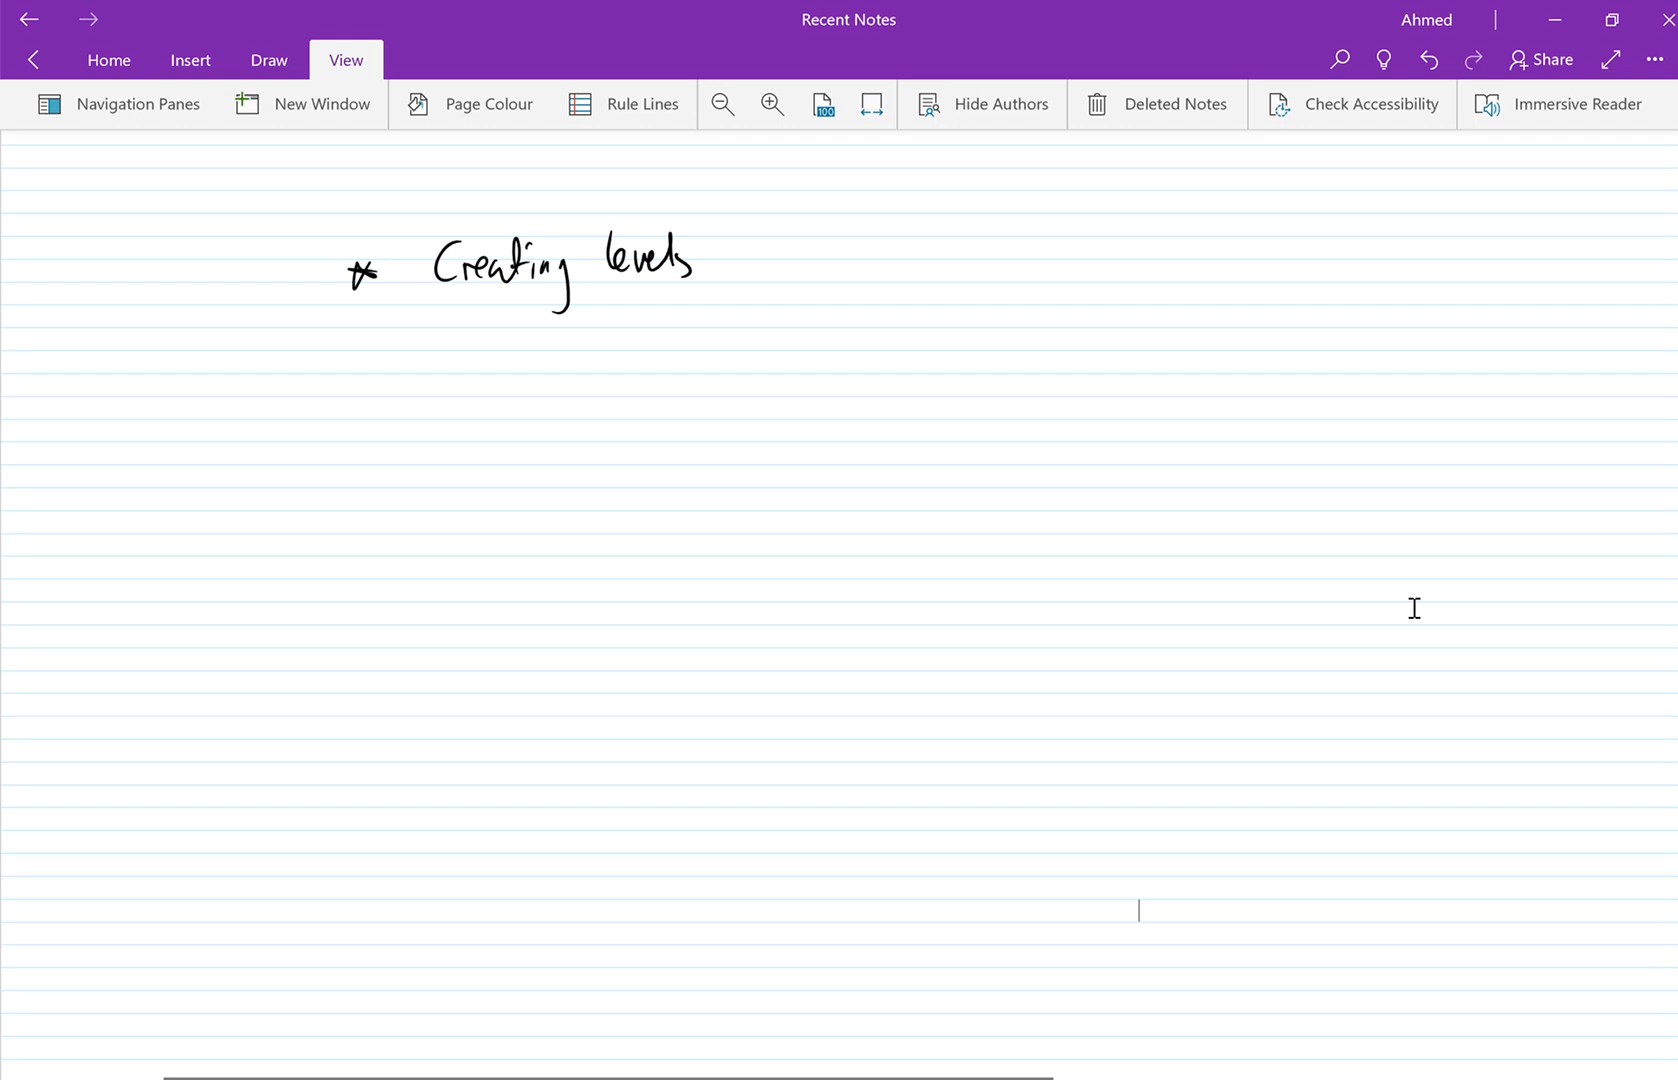 Recent Notes
Ahmed
Home
Insert
Draw
View
Share
Navigation Panes
New Window
Page Colour
Rule Lines
100
Hide Authors
Deleted Notes
Check Accessibility
Immersive Reader
* Creating levels